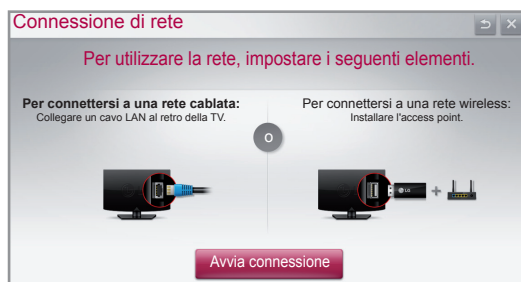 Connessione di rete
Per utilizzare la rete, impostare i seguenti elementi.
Per connettersi a una rete cablata:
Collegare un cavo LAN al retro della TV.
o
Per connettersi a una rete wireless:
Installare l'access point.
LG
+
Avvia connessione